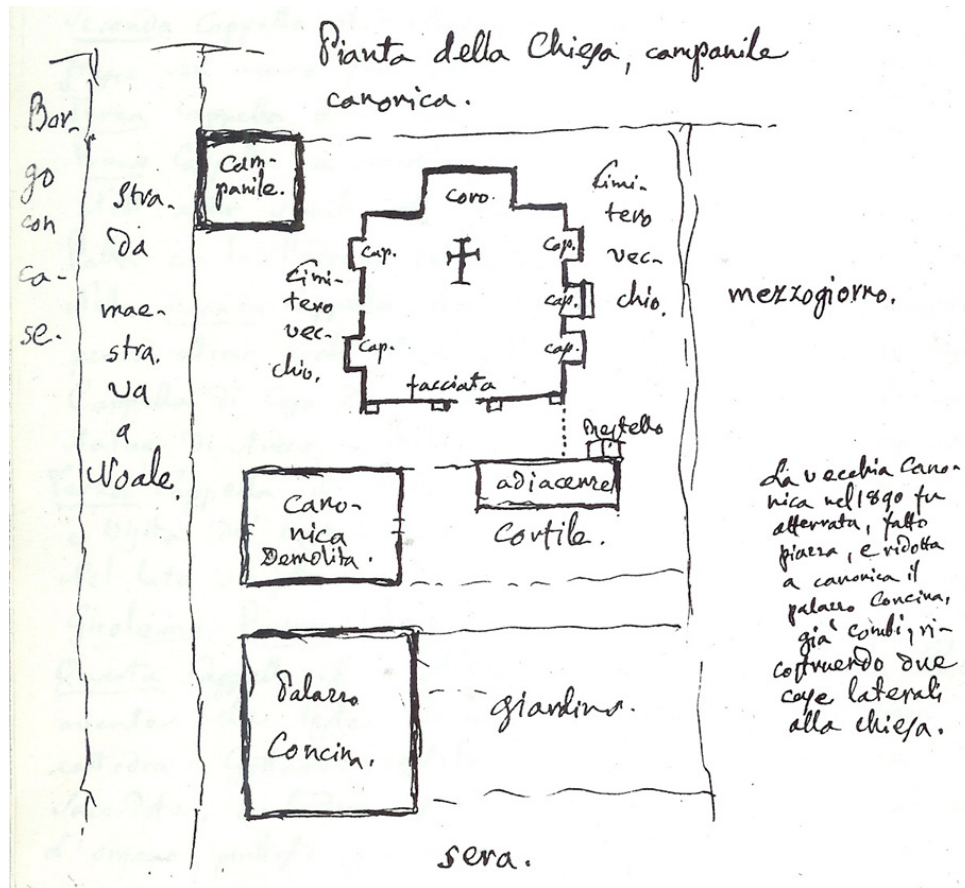 Pianta della Chiesa, campanile
canonica.
Bor-
go
con
ca-
se.
Stra-
da
mae-
stra.
va
a
Noale.
Cam-
panile.
coro.
cap.
cap.
cap.
cap.
cap.
facciata
Cimi-
tero
vec-
chio.
Cimi-
tero
vec-
chio.
mezzogiorno.
adiacenze
Cortile.
Cano-
nica
Demolita.
Palazzo
Concina.
giardino.
sera.
La vecchia Cano-
nica nel 1890 fu
atterrata, fatto
piazza, e ridotta
a canonica il
palazzo Concina,
già Combi, ri-
costruendo due
case laterali
alla chiesa.